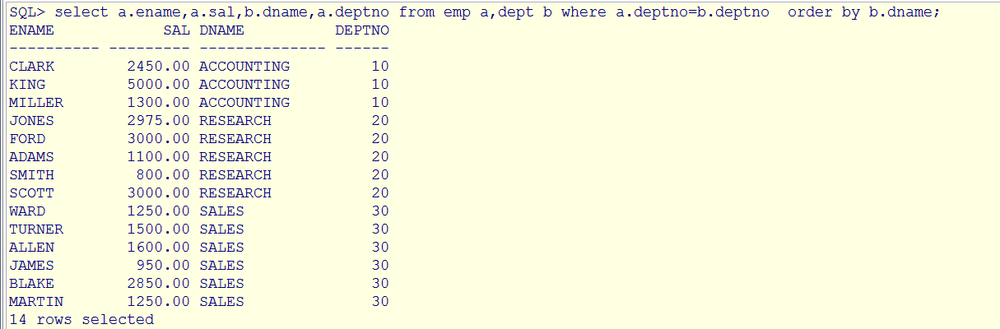 SQL> select a.ename,a.sal,b.dname,a.deptno from emp a,dept b where a.deptno=b.deptno  order by b.dname;
ENAME            SAL DNAME          DEPTNO
---------- --------- -------------- ------
CLARK        2450.00 ACCOUNTING         10
KING         5000.00 ACCOUNTING         10
MILLER       1300.00 ACCOUNTING         10
JONES        2975.00 RESEARCH           20
FORD         3000.00 RESEARCH           20
ADAMS        1100.00 RESEARCH           20
SMITH         800.00 RESEARCH           20
SCOTT        3000.00 RESEARCH           20
WARD         1250.00 SALES              30
TURNER       1500.00 SALES              30
ALLEN        1600.00 SALES              30
JAMES         950.00 SALES              30
BLAKE        2850.00 SALES              30
MARTIN       1250.00 SALES              30
14 rows selected